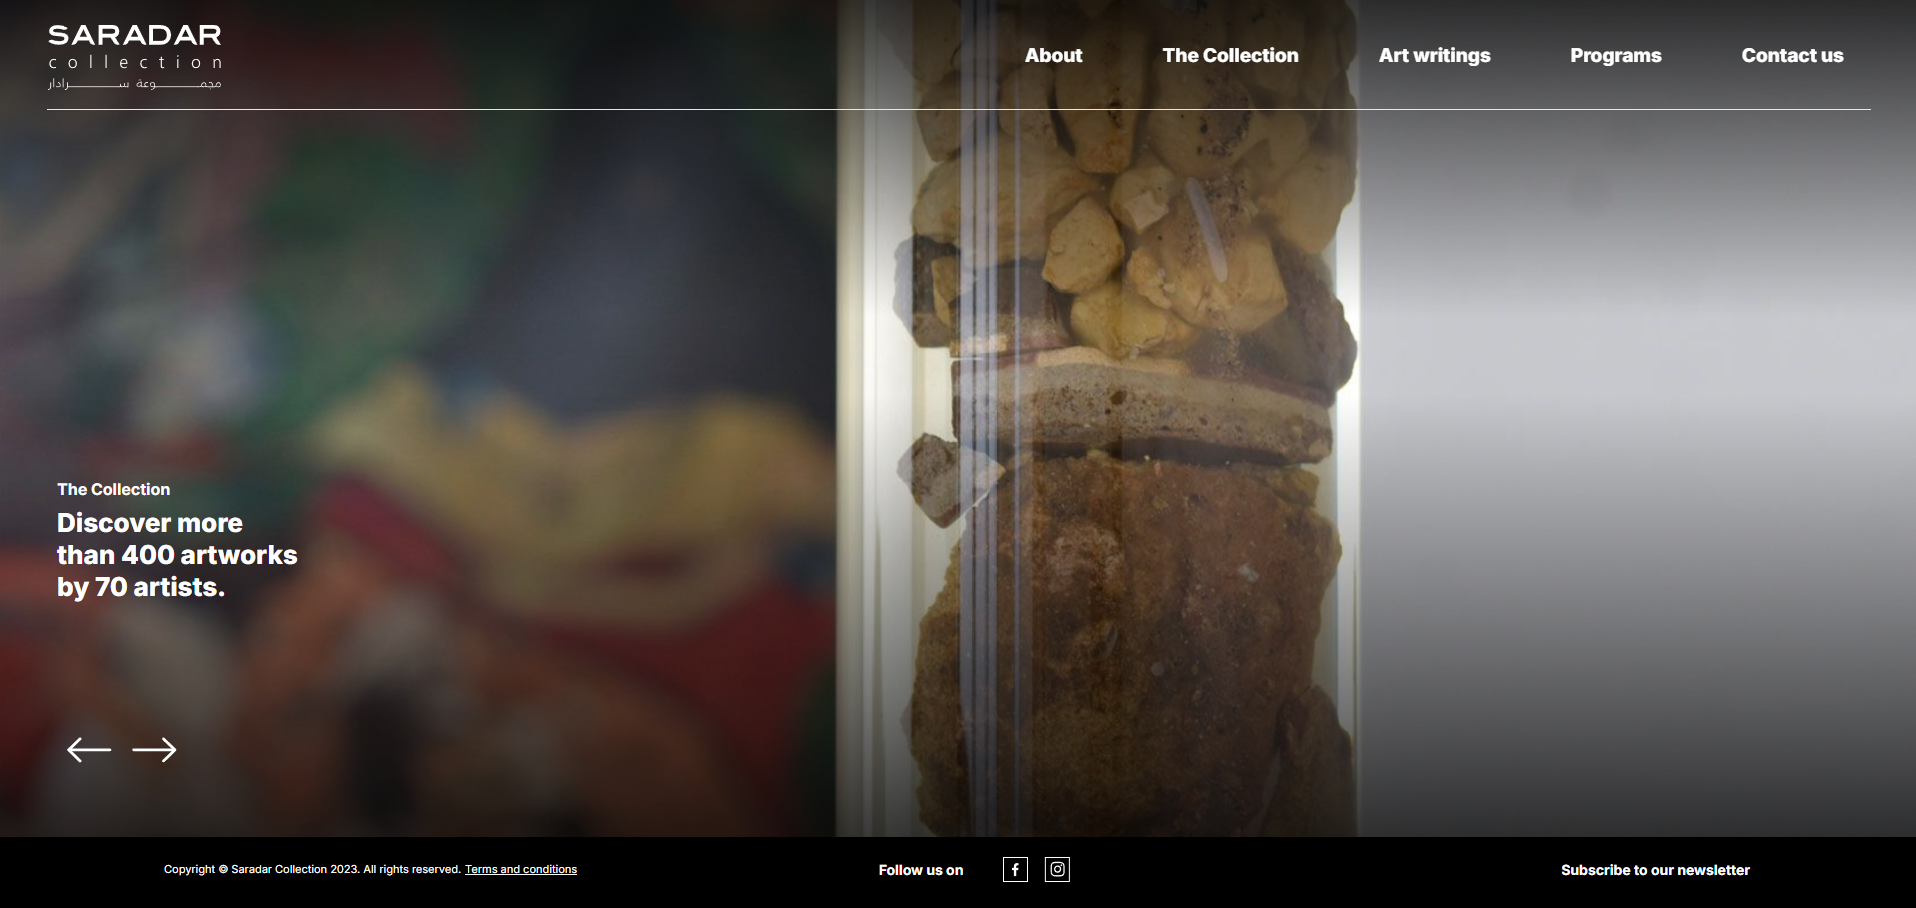 SARADAR
collection
مجموعة سرادار
About
The Collection
Art writings
Programs
Contact us
The Collection
Discover more
than 400 artworks
by 70 artists.
Copyright © Saradar Collection 2023. All rights reserved. Terms and conditions
Follow us on
Subscribe to our newsletter